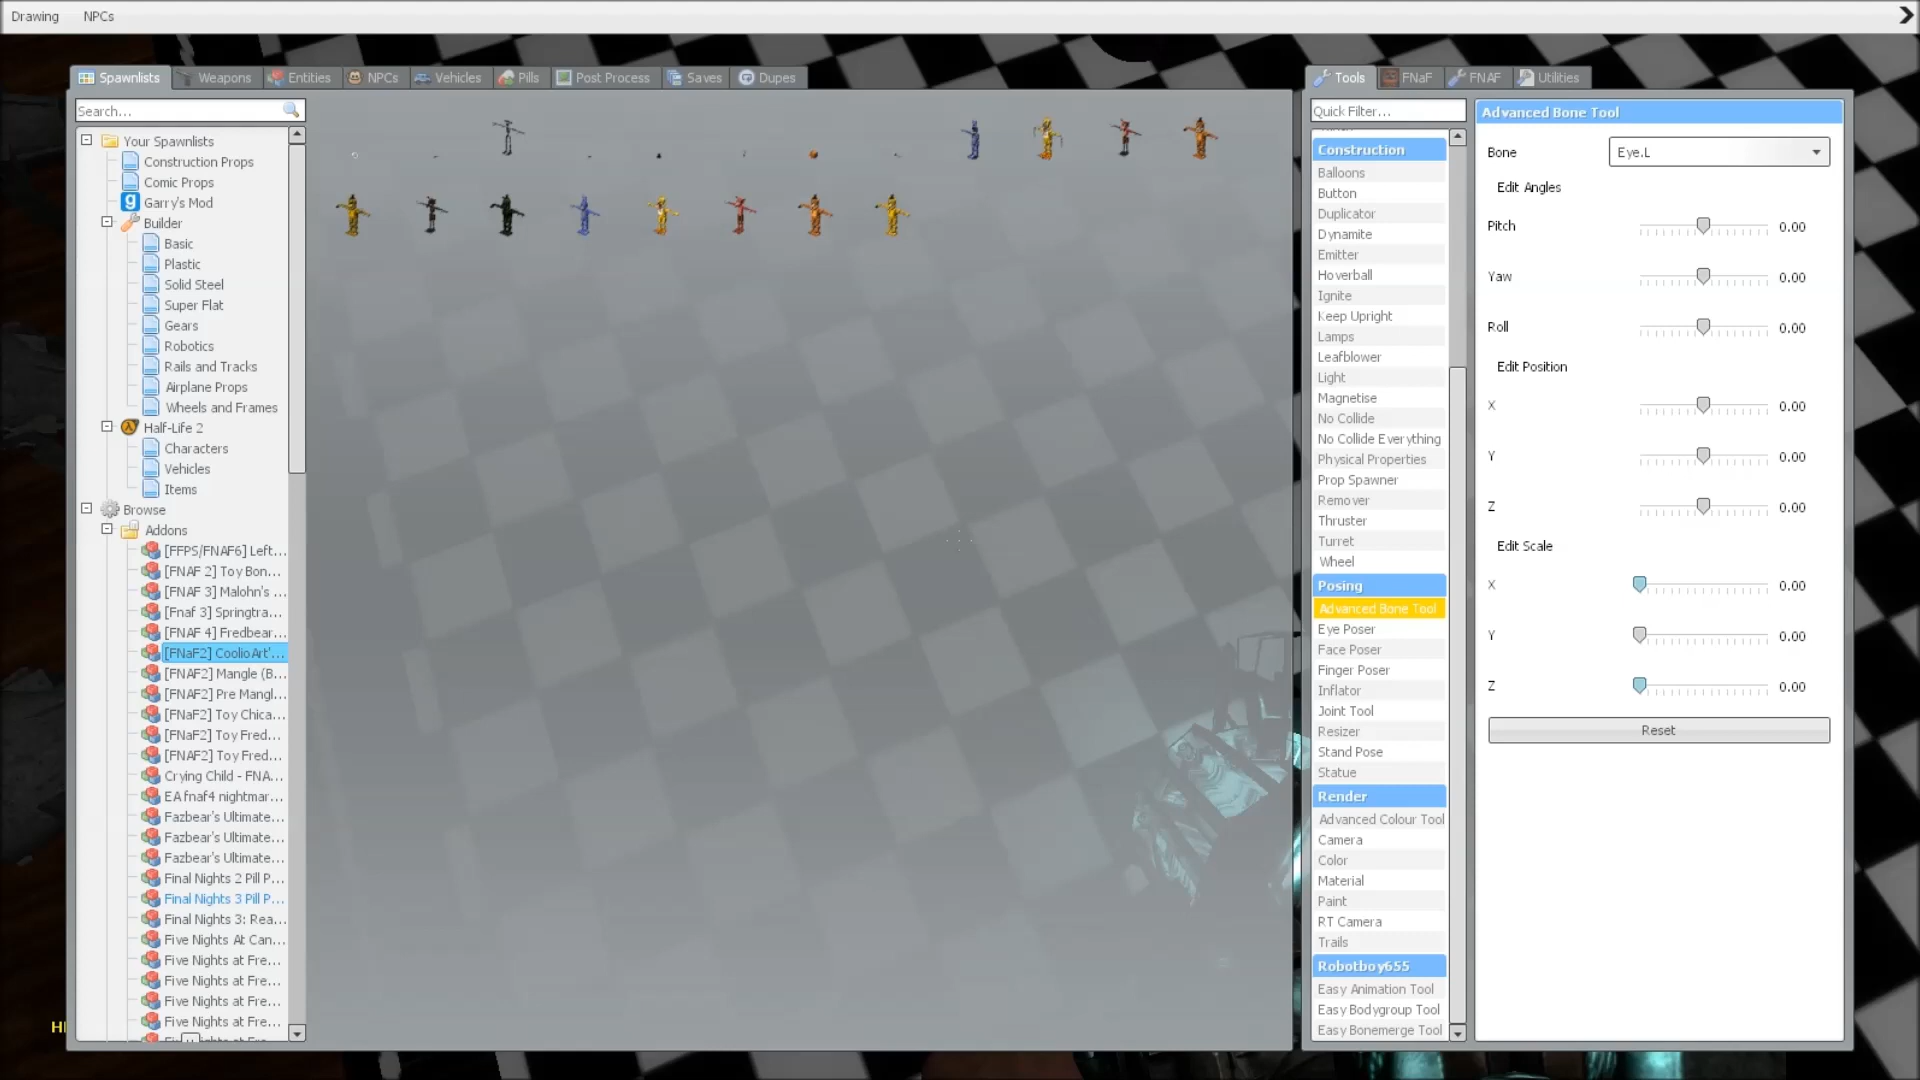 Drawing NPCs
Spawnlists Weapons Entities NPCs Vehicles Pills Post Process Saves Dupes
Search...
Your Spawnlists
Construction Props
Comic Props
Garry's Mod
Builder
Basic
Plastic
Solid Steel
Super Flat
Gears
Robotics
Rails and Tracks
Airplane Props
Wheels and Frames
Half-Life 2
Characters
Vehicles
Items
Browse
Addons
[FFPS/FNAF6] Left...
[FNAF 2] Toy Bon...
[FNAF 3] Malohn's ...
[Fnaf 3] Springtra...
[FNAF 4] Fredbear...
[FNaF2] CoolioArt'...
[FNAF2] Mangle (B...
[FNAF2] Pre Mangl...
[FNaF2] Toy Chica...
[FNaF2] Toy Fred...
[FNAF2] Toy Fred...
Crying Child - FNA...
EA fnaf4 nightmar...
Fazbear's Ultimate...
Fazbear's Ultimate...
Fazbear's Ultimate...
Final Nights 2 Pill P...
Final Nights 3 Pill P...
Final Nights 3: Rea...
Five Nights At Can...
Five Nights at Fre...
Five Nights at Fre...
Five Nights at Fre...
Five Nights at Fre...
Tools FNaF FNAF Utilities
Quick Filter...
Construction
Balloons
Button
Duplicator
Dynamite
Emitter
Hoverball
Ignite
Keep Upright
Lamps
Leafblower
Light
Magnetise
No Collide
No Collide Everything
Physical Properties
Prop Spawner
Remover
Thruster
Turret
Wheel
Posing
Advanced Bone Tool
Eye Poser
Face Poser
Finger Poser
Inflator
Joint Tool
Resizer
Stand Pose
Statue
Render
Advanced Colour Tool
Camera
Color
Material
Paint
RT Camera
Trails
Robotboy655
Easy Animation Tool
Easy Bodygroup Tool
Easy Bonemerge Tool
Advanced Bone Tool
Bone Eye.L
Edit Angles
Pitch 0.00
Yaw 0.00
Roll 0.00
Edit Position
X 0.00
Y 0.00
Z 0.00
Edit Scale
X 0.00
Y 0.00
Z 0.00
Reset